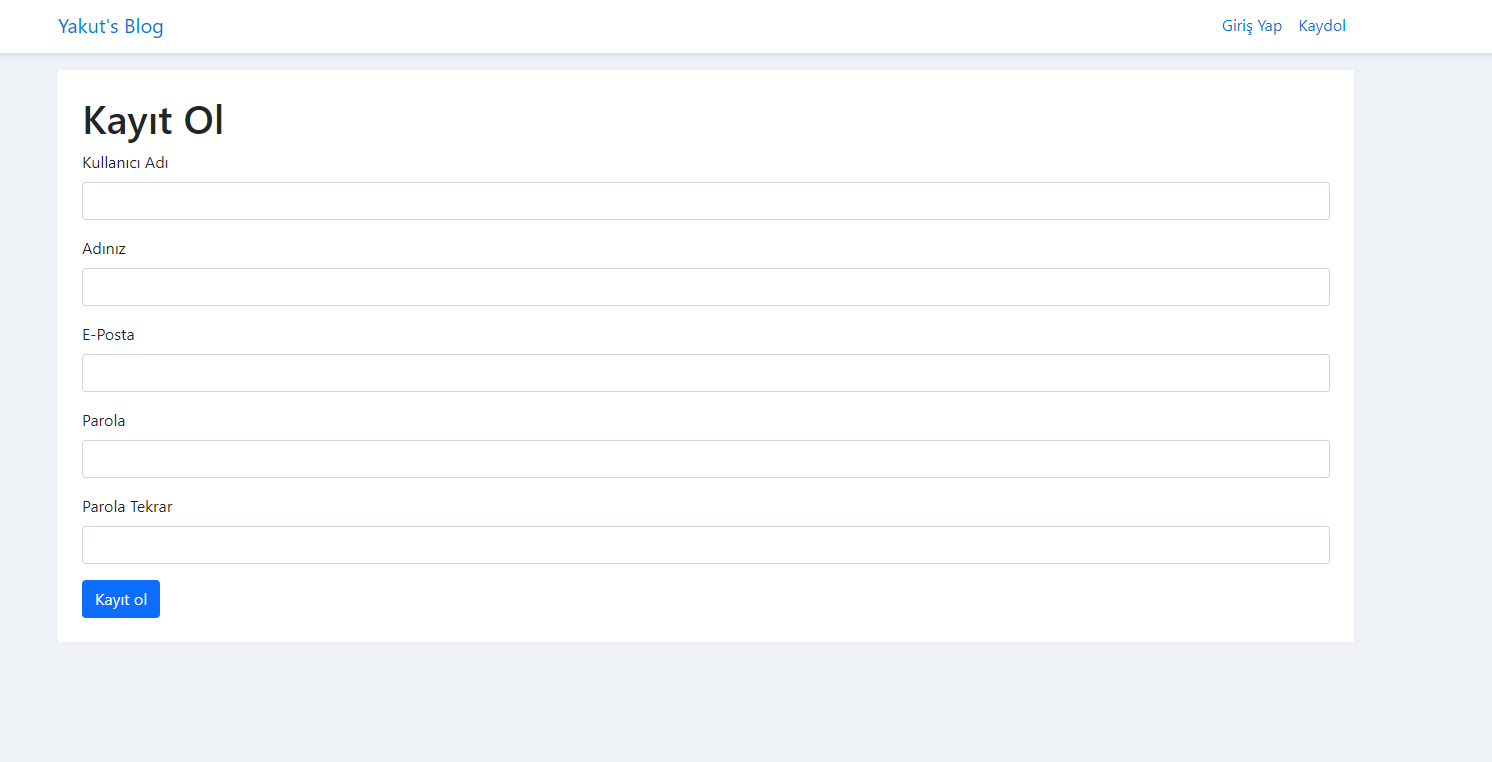 Yakut's Blog
Giriş Yap Kaydol
Kayıt Ol
Kullanıcı Adı
Adınız
E-Posta
Parola
Parola Tekrar
Kayıt ol